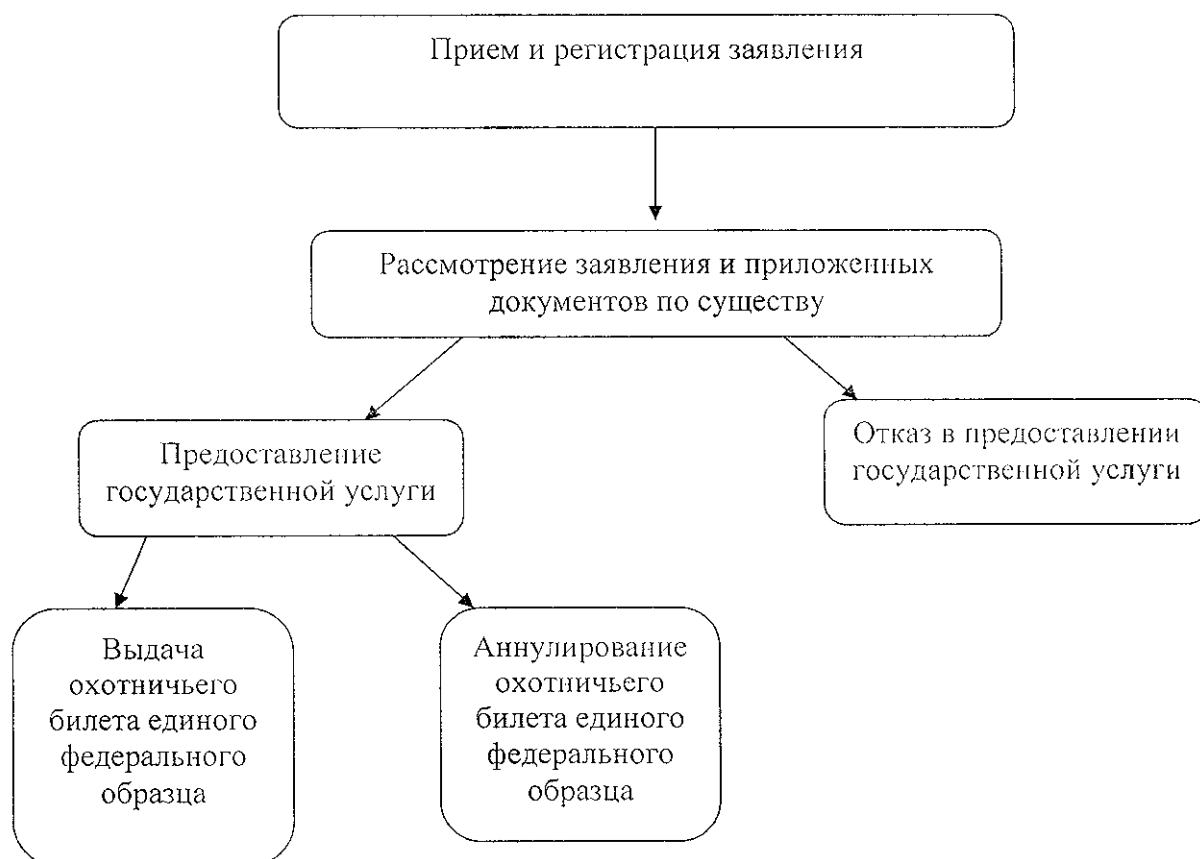 Прием и регистрация заявления
Рассмотрение заявления и приложенных
документов по существу
Предоставление
государственной услуги
Отказ в предоставлении
государственной услуги
Выдача
охотничьего
билета единого
федерального
образца
Аннулирование
охотничьего
билета единого
федерального
образца